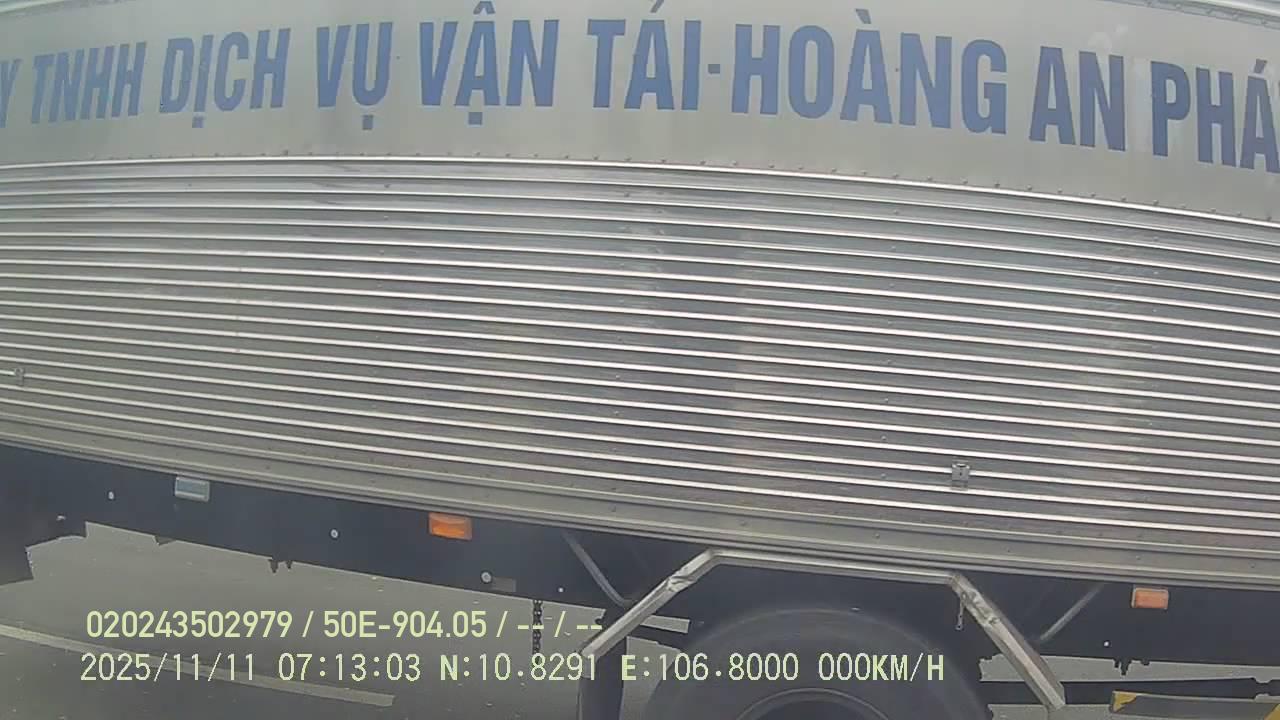 Y TNHH DỊCH VỤ VẬN TẢI-HOÀNG AN PHÁ
020243502979 / 50E-904.05 / -- / --
2025/11/11 07:13:03 N:10.8291 E:106.8000 000KM/H